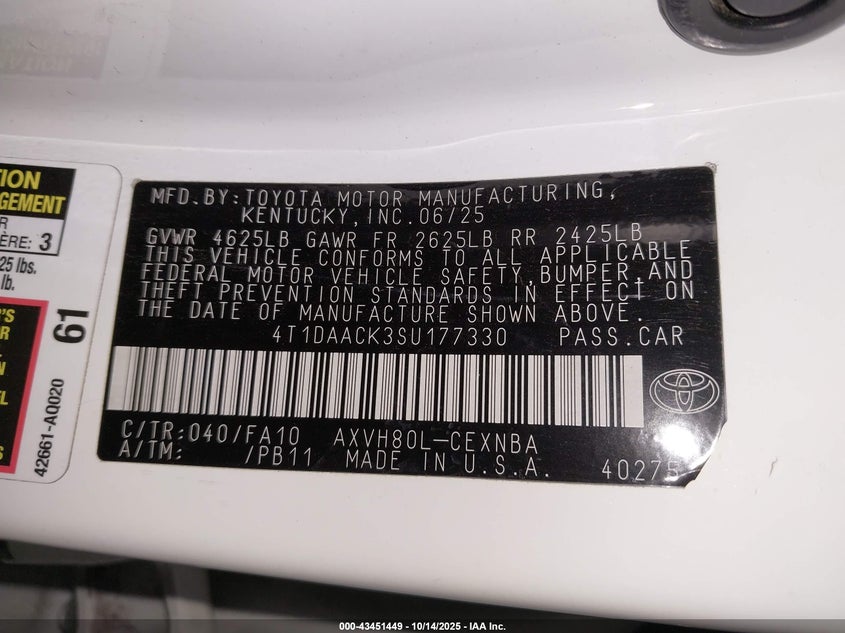 TION
GEMENT
R
ÈRE: 3
25 lbs.
lb.
'S
R
N
EL
61
42661-AQ020
MFD.BY: TOYOTA MOTOR MANUFACTURING,
KENTUCKY, INC. 06/25
GVWR 4625LB GAWR FR 2625LB RR 2425LB
THIS VEHICLE CONFORMS TO ALL APPLICABLE
FEDERAL MOTOR VEHICLE SAFETY, BUMPER, AND
THEFT PREVENTION STANDARDS IN EFFECT ON
THE DATE OF MANUFACTURE SHOWN ABOVE.
4T1DAACK3SU177330 PASS.CAR
C/TR: 040/FA10 AXVH80L-CEXNBA
A/TM: /PB11 MADE IN U.S.A. 40275
000-43451449 - 10/14/2025 - IAA Inc.